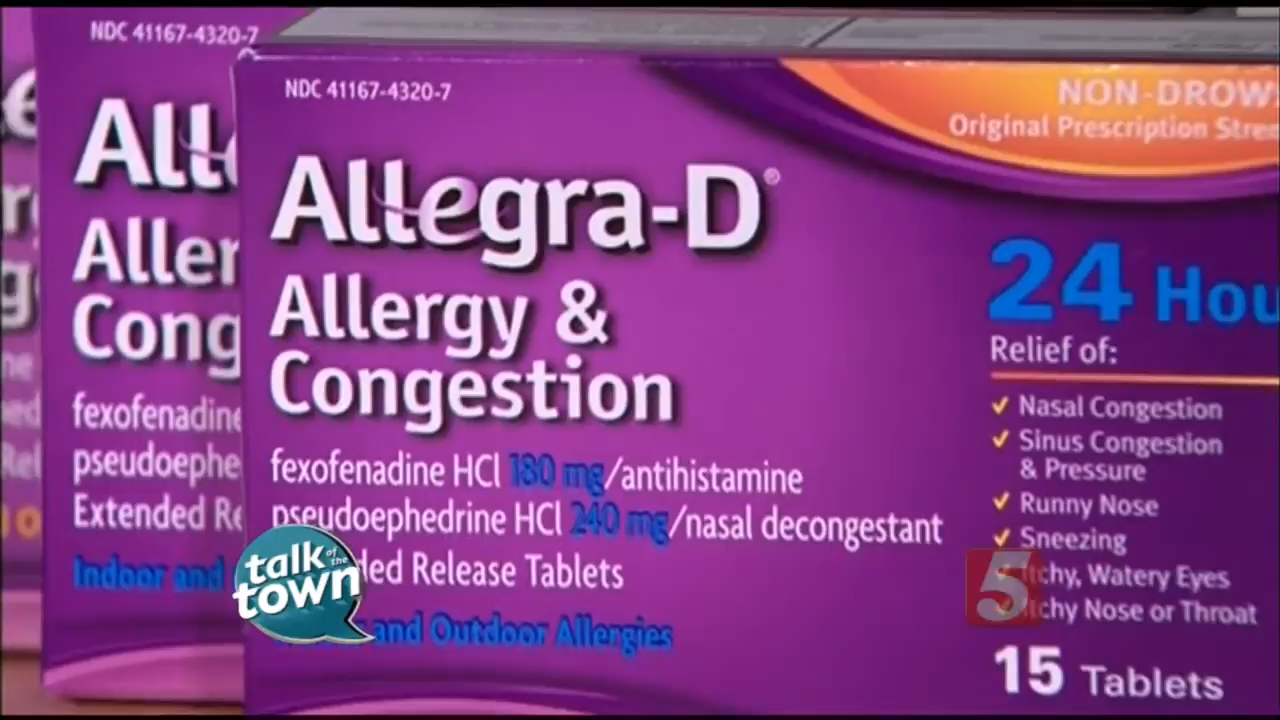 NDC 41167-4320-7
All
Aller
Cong
fexofenadine
pseudoephe
Extended Re
Indoor and
NDC 41167-4320-7
Allegra-D®
Allergy &
Congestion
fexofenadine HCl 180 mg/antihistamine
pseudoephedrine HCl 240 mg/nasal decongestant
ded Release Tablets
and Outdoor Allergies
NON-DROW
Original Prescription Stren
24 Hou
Relief of:
Nasal Congestion
Sinus Congestion
& Pressure
Runny Nose
Sneezing
Itchy, Watery Eyes
Itchy Nose or Throat
15 Tablets
talk of the
town
5